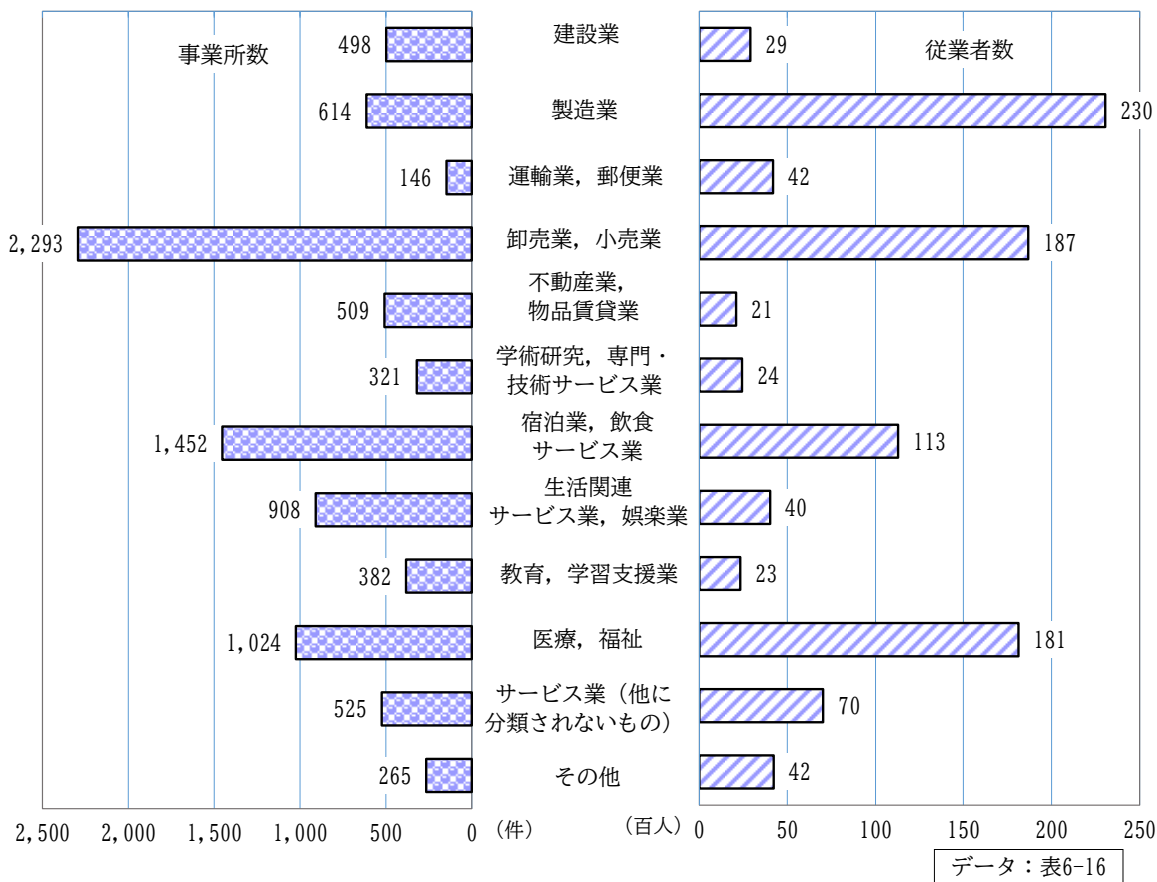 事業所数
従業者数
498
建設業
29
614
製造業
230
146
運輸業，郵便業
42
2,293
卸売業，小売業
187
509
不動産業，
物品賃貸業
21
321
学術研究，専門・
技術サービス業
24
1,452
宿泊業，飲食
サービス業
113
908
生活関連
サービス業，娯楽業
40
382
教育，学習支援業
23
1,024
医療，福祉
181
525
サービス業（他に
分類されないもの）
70
265
その他
42
2,500 2,000 1,500 1,000 500 0 （件）
（百人） 0 50 100 150 200 250
データ：表6-16